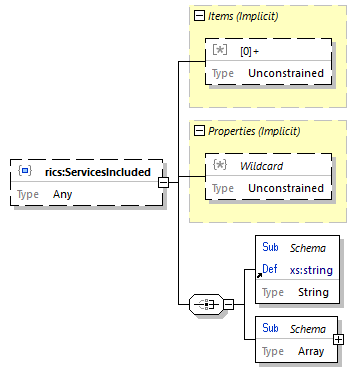 Items (Implicit)
[0]+
Type Unconstrained
Properties (Implicit)
{*} Wildcard
Type Unconstrained
rics:ServicesIncluded
Type Any
Sub Schema
Def xs:string
Type String
Sub Schema
Type Array